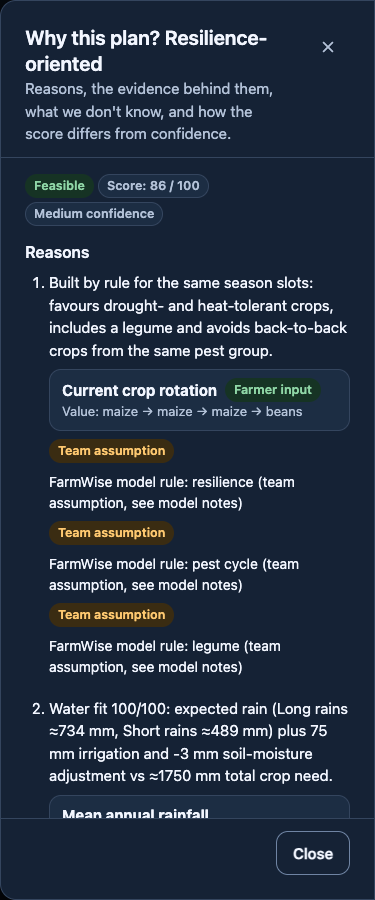 Why this plan? Resilience-
oriented
×
Reasons, the evidence behind them,
what we don't know, and how the
score differs from confidence.
Feasible Score: 86 / 100
Medium confidence
Reasons
1. Built by rule for the same season slots:
favours drought- and heat-tolerant crops,
includes a legume and avoids back-to-back
crops from the same pest group.
Current crop rotation Farmer input
Value: maize → maize → maize → beans
Team assumption
FarmWise model rule: resilience (team
assumption, see model notes)
Team assumption
FarmWise model rule: pest cycle (team
assumption, see model notes)
Team assumption
FarmWise model rule: legume (team
assumption, see model notes)
2. Water fit 100/100: expected rain (Long rains
≈734 mm, Short rains ≈489 mm) plus 75
mm irrigation and -3 mm soil-moisture
adjustment vs ≈1750 mm total crop need.
Mean annual rainfall
Close